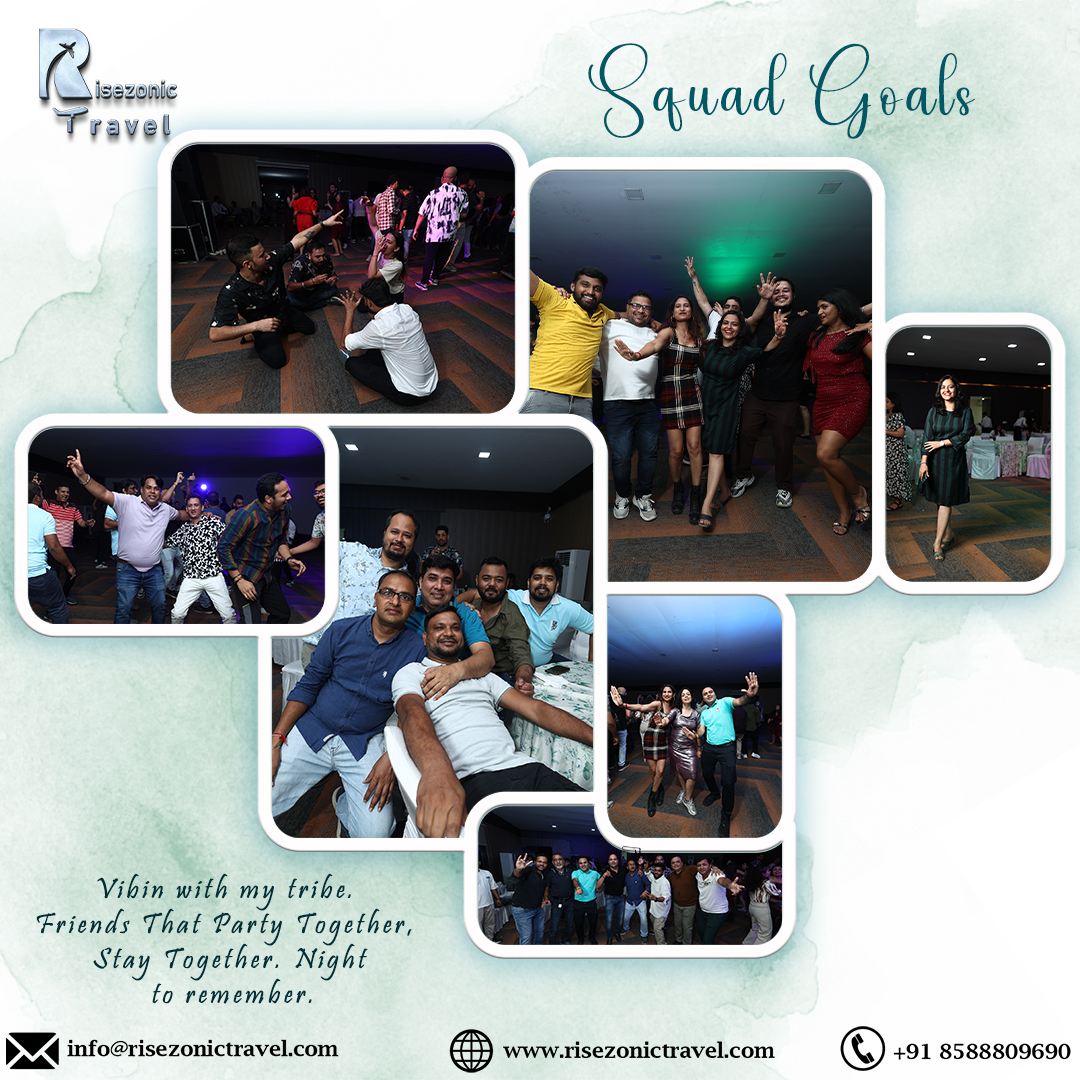 Risezonic
Travel
Squad Goals
Vibin with my tribe.
Friends That Party Together,
Stay Together. Night
to remember.
info@risezonictravel.com
www.risezonictravel.com
+91 8588809690